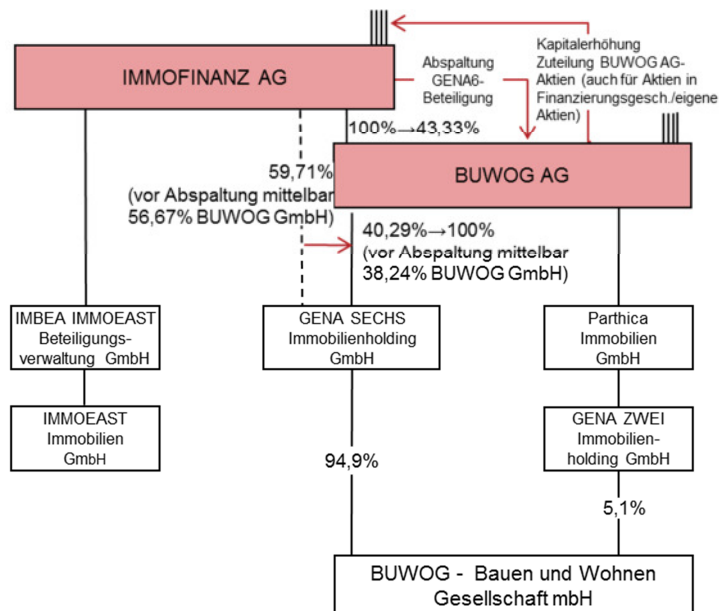 IMMOFINANZ AG
Abspaltung
GENA6-
Beteiligung
Kapitalerhöhung
Zuteilung BUWOG AG-
Aktien (auch für Aktien in
Finanzierungsgesch./eigene
Aktien)
100%→43,33%
BUWOG AG
59,71%
(vor Abspaltung mittelbar
56,67% BUWOG GmbH)
40,29%→100%
(vor Abspaltung mittelbar
38,24% BUWOG GmbH)
IMBEA IMMOEAST
Beteiligungs-
verwaltung GmbH
GENA SECHS
Immobilienholding
GmbH
Parthica
Immobilien
GmbH
IMMOEAST
Immobilien
GmbH
GENA ZWEI
Immobilien-
holding GmbH
94,9%
5,1%
BUWOG - Bauen und Wohnen
Gesellschaft mbH